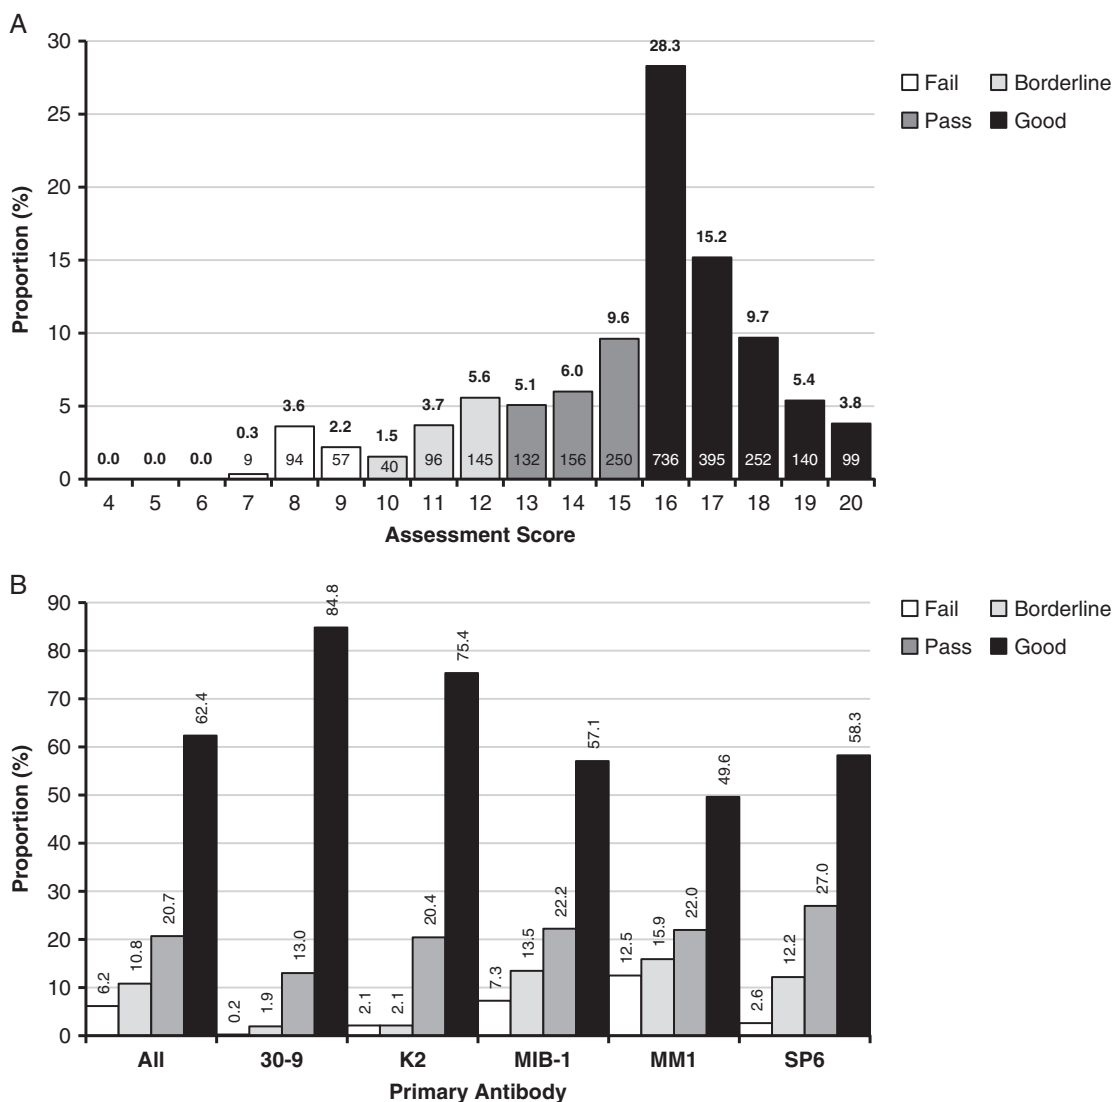 A
30
25
20
15
10
5
0
Proportion (%)
0.0 0.0 0.0 0.3 3.6 2.2 1.5 3.7 5.6 5.1 6.0 9.6 28.3 15.2 9.7 5.4 3.8
9 94 57 40 96 145 132 156 250 736 395 252 140 99
4 5 6 7 8 9 10 11 12 13 14 15 16 17 18 19 20
Assessment Score
Fail Borderline
Pass Good
B
90
80
70
60
50
40
30
20
10
0
Proportion (%)
6.2 10.8 20.7 62.4
0.2 1.9 13.0 84.8
2.1 2.1 20.4 75.4
7.3 13.5 22.2 57.1
12.5 15.9 22.0 49.6
2.6 12.2 27.0 58.3
All 30-9 K2 MIB-1 MM1 SP6
Primary Antibody
Fail Borderline
Pass Good